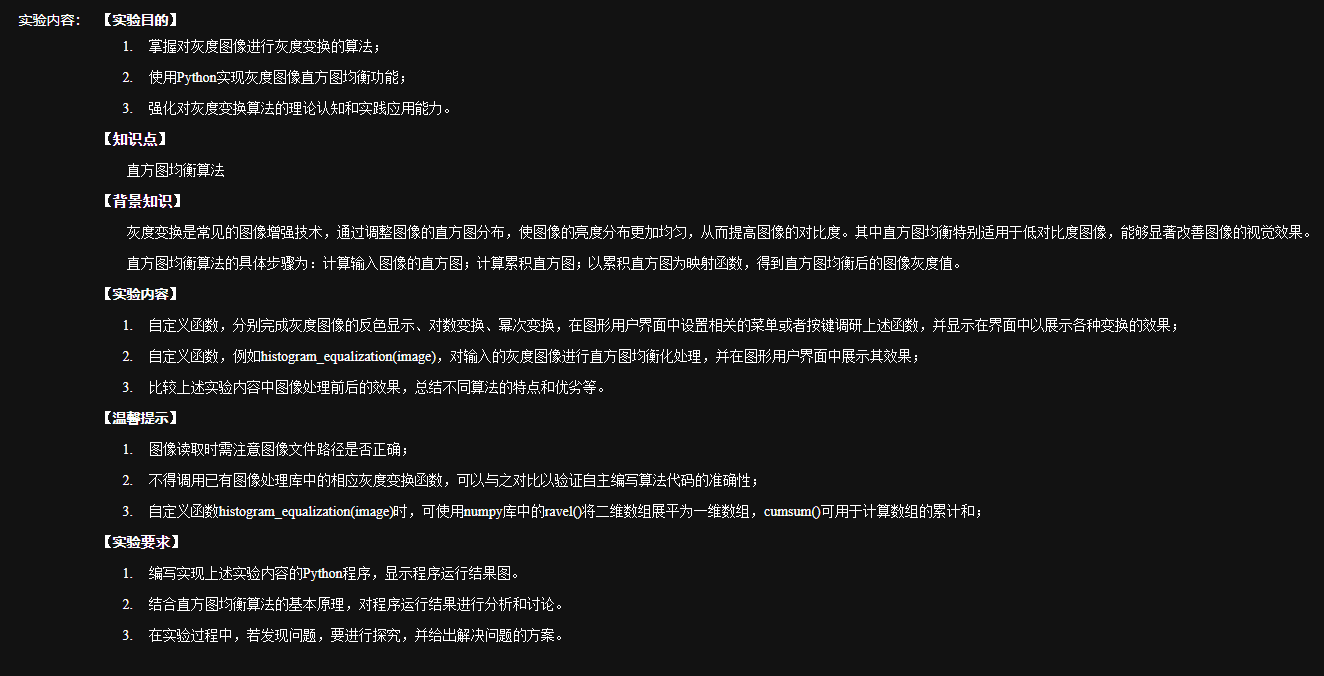 实验内容： 【实验目的】
1. 掌握对灰度图像进行灰度变换的算法；
2. 使用Python实现灰度图像直方图均衡功能；
3. 强化对灰度变换算法的理论认知和实践应用能力。
【知识点】
直方图均衡算法
【背景知识】
灰度变换是常见的图像增强技术，通过调整图像的直方图分布，使图像的亮度分布更加均匀，从而提高图像的对比度。其中直方图均衡特别适用于低对比度图像，能够显著改善图像的视觉效果。
直方图均衡算法的具体步骤为：计算输入图像的直方图；计算累积直方图；以累积直方图为映射函数，得到直方图均衡后的图像灰度值。
【实验内容】
1. 自定义函数，分别完成灰度图像的反色显示、对数变换、幂次变换，在图形用户界面中设置相关的菜单或者按键调研上述函数，并显示在界面中以展示各种变换的效果；
2. 自定义函数，例如histogram_equalization(image)，对输入的灰度图像进行直方图均衡化处理，并在图形用户界面中展示其效果；
3. 比较上述实验内容中图像处理前后的效果，总结不同算法的特点和优劣等。
【温馨提示】
1. 图像读取时需注意图像文件路径是否正确；
2. 不得调用已有图像处理库中的相应灰度变换函数，可以与之对比以验证自主编写算法代码的准确性；
3. 自定义函数histogram_equalization(image)时，可使用numpy库中的ravel()将二维数组展平为一维数组，cumsum()可用于计算数组的累计和；
【实验要求】
1. 编写实现上述实验内容的Python程序，显示程序运行结果图。
2. 结合直方图均衡算法的基本原理，对程序运行结果进行分析和讨论。
3. 在实验过程中，若发现问题，要进行探究，并给出解决问题的方案。